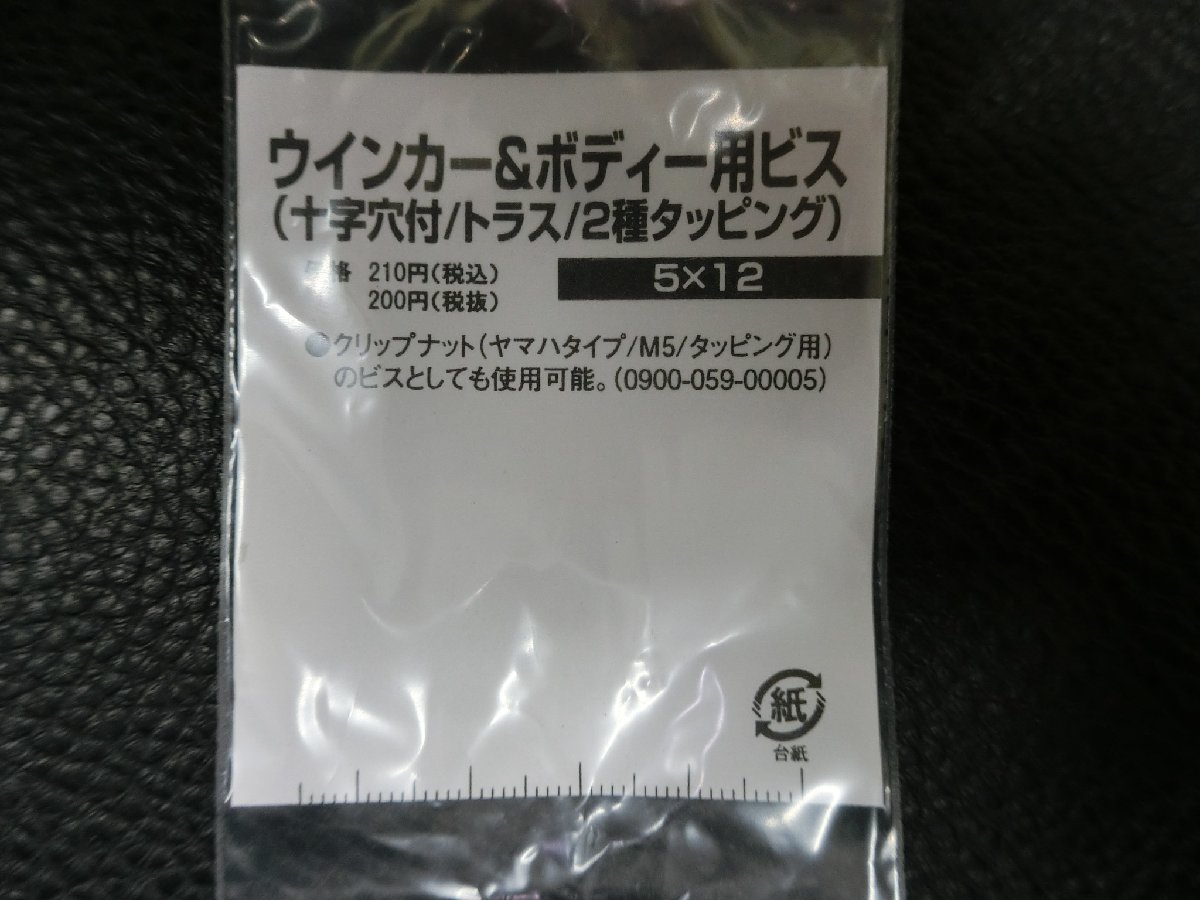 ウインカー&ボディー用ビス
(十字穴付/トラス/2種タッピング)
価格 210円(税込)
5×12
200円(税抜)
●クリップナット(ヤマハタイプ/M5/タッピング用)
のビスとしても使用可能。(0900-059-00005)
紙
台紙